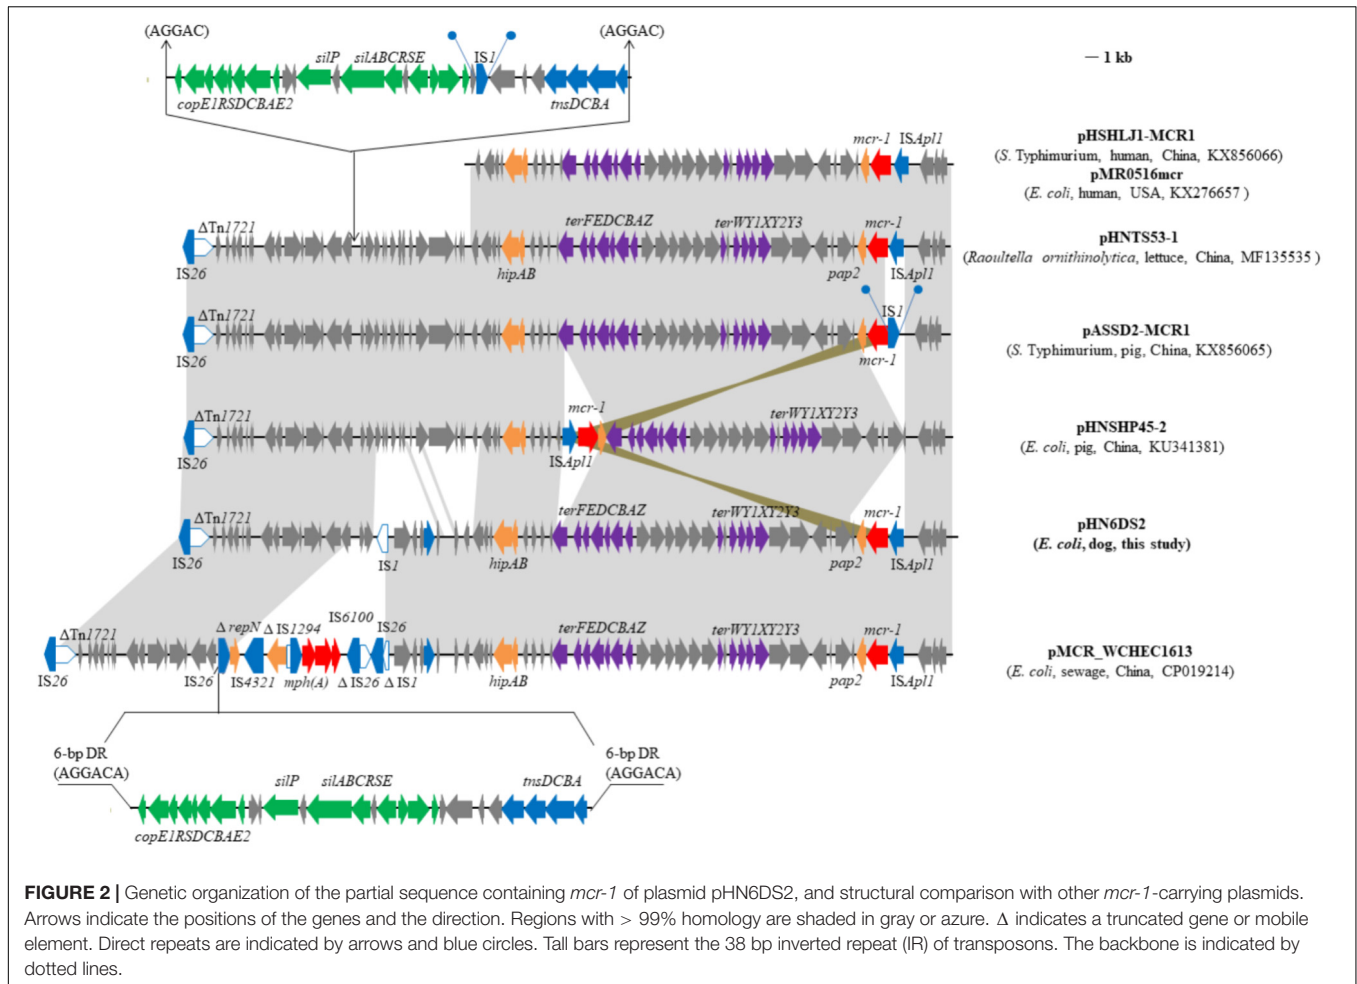 (AGGAC) (AGGAC)
silP silABCRSE IS1
— 1 kb
copE1RSDCBAE2 tnsDCBA
mcr-1 ISApl1
pHSHLJ1-MCR1
(S. Typhimurium, human, China, KX856066)
pMR0516mcr
(E. coli, human, USA, KX276657 )
ΔTn1721 terFEDCBAZ terWY1XY2Y3 mcr-1
IS26 hipAB pap2 ISApl1
pHNTS53-1
(Raoultella ornithinolytica, lettuce, China, MF135535 )
ΔTn1721 IS1
IS26 mcr-1
pASSD2-MCR1
(S. Typhimurium, pig, China, KX856065)
ΔTn1721 mcr-1 terWY1XY2Y3
IS26 ISApl1
pHNSHP45-2
(E. coli, pig, China, KU341381)
ΔTn1721 terFEDCBAZ terWY1XY2Y3 mcr-1
IS26 IS1 hipAB pap2 ISApl1
pHN6DS2
(E. coli, dog, this study)
ΔTn1721 Δ repN Δ IS1294 IS6100 IS26 terFEDCBAZ terWY1XY2Y3 mcr-1
IS26 IS26 IS4321 mph(A) Δ IS26 Δ IS1 hipAB pap2 ISApl1
pMCR_WCHEC1613
(E. coli, sewage, China, CP019214)
6-bp DR 6-bp DR
(AGGACA) (AGGACA)
silP silABCRSE tnsDCBA
copE1RSDCBAE2
FIGURE 2 | Genetic organization of the partial sequence containing mcr-1 of plasmid pHN6DS2, and structural comparison with other mcr-1-carrying plasmids.
Arrows indicate the positions of the genes and the direction. Regions with > 99% homology are shaded in gray or azure. Δ indicates a truncated gene or mobile
element. Direct repeats are indicated by arrows and blue circles. Tall bars represent the 38 bp inverted repeat (IR) of transposons. The backbone is indicated by
dotted lines.